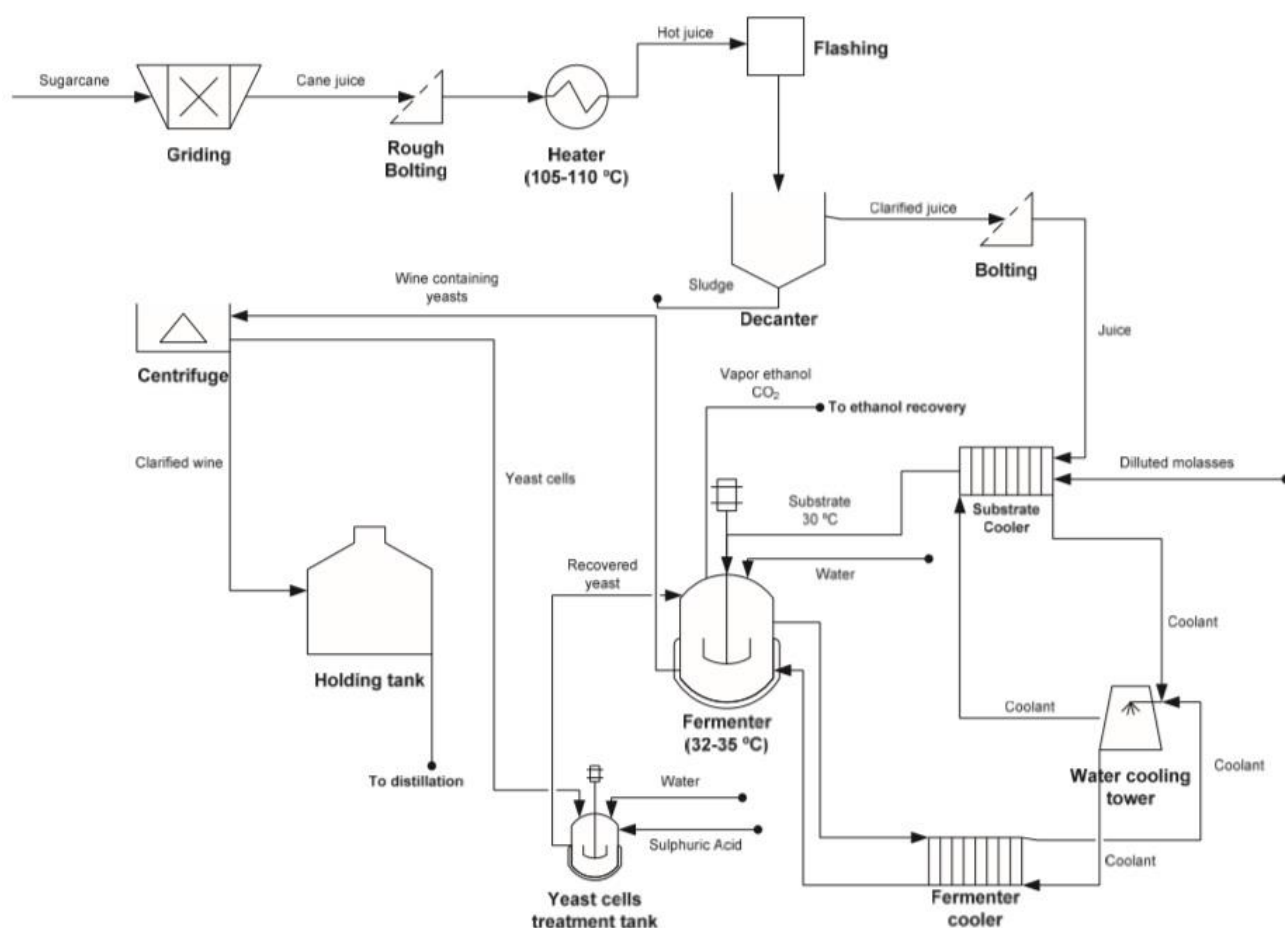 Hot juice
Flashing
Sugarcane
Cane juice
Griding
Rough
Bolting
Heater
(105-110 ºC)
Clarified juice
Bolting
Wine containing
yeasts
Sludge
Decanter
Juice
Centrifuge
Vapor ethanol
CO2
To ethanol recovery
Clarified wine
Yeast cells
Dilluted molasses
Substrate
30 ºC
Substrate
Cooler
Recovered
yeast
Water
Coolant
Holding tank
Coolant
Fermenter
(32-35 ºC)
Coolant
Water cooling
tower
To distillation
Water
Sulphuric Acid
Coolant
Yeast cells
treatment tank
Fermenter
cooler